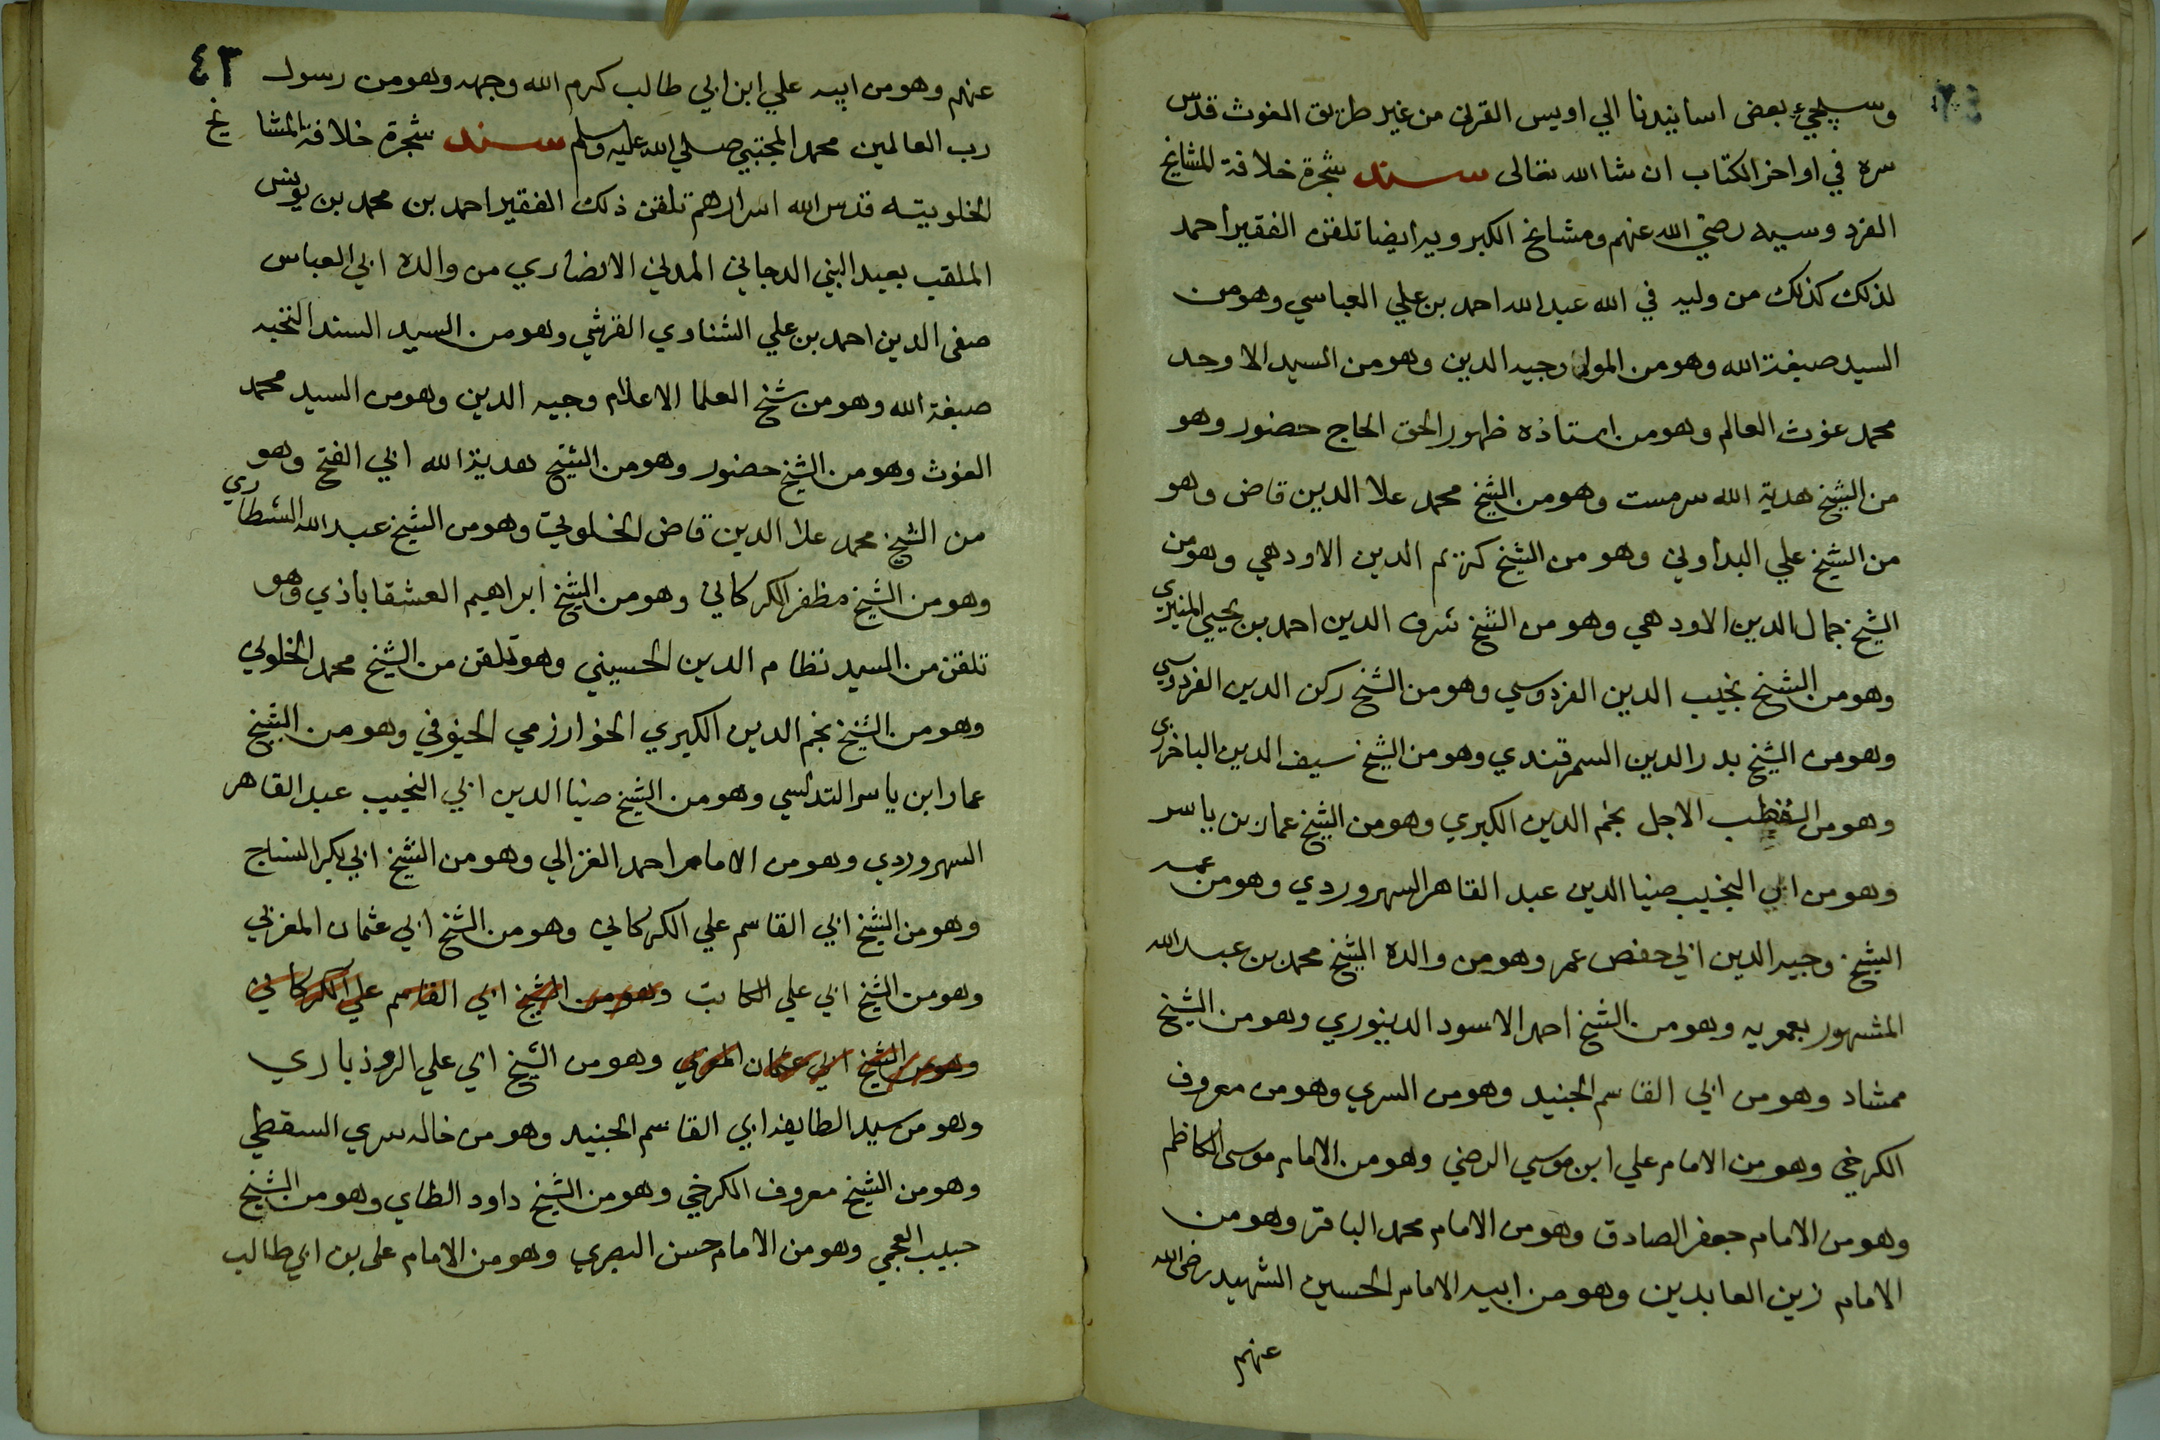 وسيجيء بعض اسانيدنا الي اويس القرني من غير طريق الغوث قدس
سره في اواخر الكتاب ان شا الله تعالى سند شجرة خلافة المشايخ
الفردوسيه رضي الله عنهم ومشايخ الكبرويه ايضا تلقن الفقير احمد
لذلك كذلك من وليه في الله عبد الله احمد بن علي العباسي وهو من
السيد صبغة الله وهو من المولى وجيه الدين وهو من السيد الاوحد
محمد غوث العالم وهو من استاذه ظهور الحق الحاج حضور وهو
من الشيخ هدية الله سرمست وهو من الشيخ محمد علا الدين قاض وهو
من الشيخ علي البداوني وهو من الشيخ كريم الدين الاودهي وهو من
الشيخ جمال الدين الاودهي وهو من الشيخ شرف الدين احمد بن يحيي المنيري
وهو من الشيخ نجيب الدين الفردوسي وهو من الشيخ ركن الدين الفردوسي
وهو من الشيخ بدر الدين السمرقندي وهو من الشيخ سيف الدين الباخرزي
وهو من القطب الاجل نجم الدين الكبري وهو من الشيخ عمار بن ياسر
وهو من ابي النجيب ضيا الدين عبد القاهر السهروردي وهو من عمه
الشيخ وجيه الدين ابي حفص عمر وهو من والده الشيخ محمد بن عبد الله
المشهور بعمويه وهو من الشيخ احمد الاسود الدينوري وهو من الشيخ
ممشاد وهو من ابي القاسم الجنيد وهو من السري وهو من معروف
الكرخي وهو من الامام علي ابن موسي الرضي وهو من الامام موسى الكاظم
وهو من الامام جعفر الصادق وهو من الامام محمد الباقر وهو من
الامام زين العابدين وهو من ابيه الامام الحسين الشهيد رضي الله
عنهم
٤٣
عنهم وهو من ابيه علي ابن ابي طالب كرم الله وجهه وهو من رسول
رب العالمين محمد المجتبي صلي الله عليه وسلم سند شجرة خلافة المشايخ
الخلوتيه قدس الله اسرارهم تلقن ذلك الفقير احمد بن محمد بن يونس
الملقب بعبد النبي الدجاني المدني الانصاري من والده ابي العباس
صفى الدين احمد بن علي الشناوي القرشي وهو من السيد السند النخبه
صبغة الله وهو من شيخ العلما الاعلام وجيه الدين وهو من السيد محمد
الغوث وهو من الشيخ حضور وهو من الشيخ هدية الله ابي الفتح وهو
من الشيخ محمد علا الدين قاض الخلوتي وهو من الشيخ عبد الله الشطاري
وهو من الشيخ مظفر الكركاني وهو من الشيخ ابراهيم العشقاباذي وهو
تلقن من السيد نظام الدين الحسيني وهو تلقن من الشيخ محمد الخلوتي
وهو من الشيخ نجم الدين الكبري الخوارزمي الخيوفي وهو من الشيخ
عمار ابن ياسر التدلسي وهو من الشيخ ضيا الدين ابي النجيب عبد القاهر
السهروردي وهو من الامام احمد الغزالي وهو من الشيخ ابي بكر النساج
وهو من الشيخ ابي القاسم علي الكركاني وهو من الشيخ ابي عثمان المغربي
وهو من الشيخ ابي علي الكاتب وهو من الشيخ ابي القاسم علي الكركاني
وهو من الشيخ ابي عثمان المغربي وهو من الشيخ ابي علي الروذباري
وهو من سيد الطايفه ابي القاسم الجنيد وهو من خاله سري السقطي
وهو من الشيخ معروف الكرخي وهو من الشيخ داود الطاي وهو من الشيخ
حبيب العجمي وهو من الامام حسن البصري وهو من الامام على بن ابي طالب